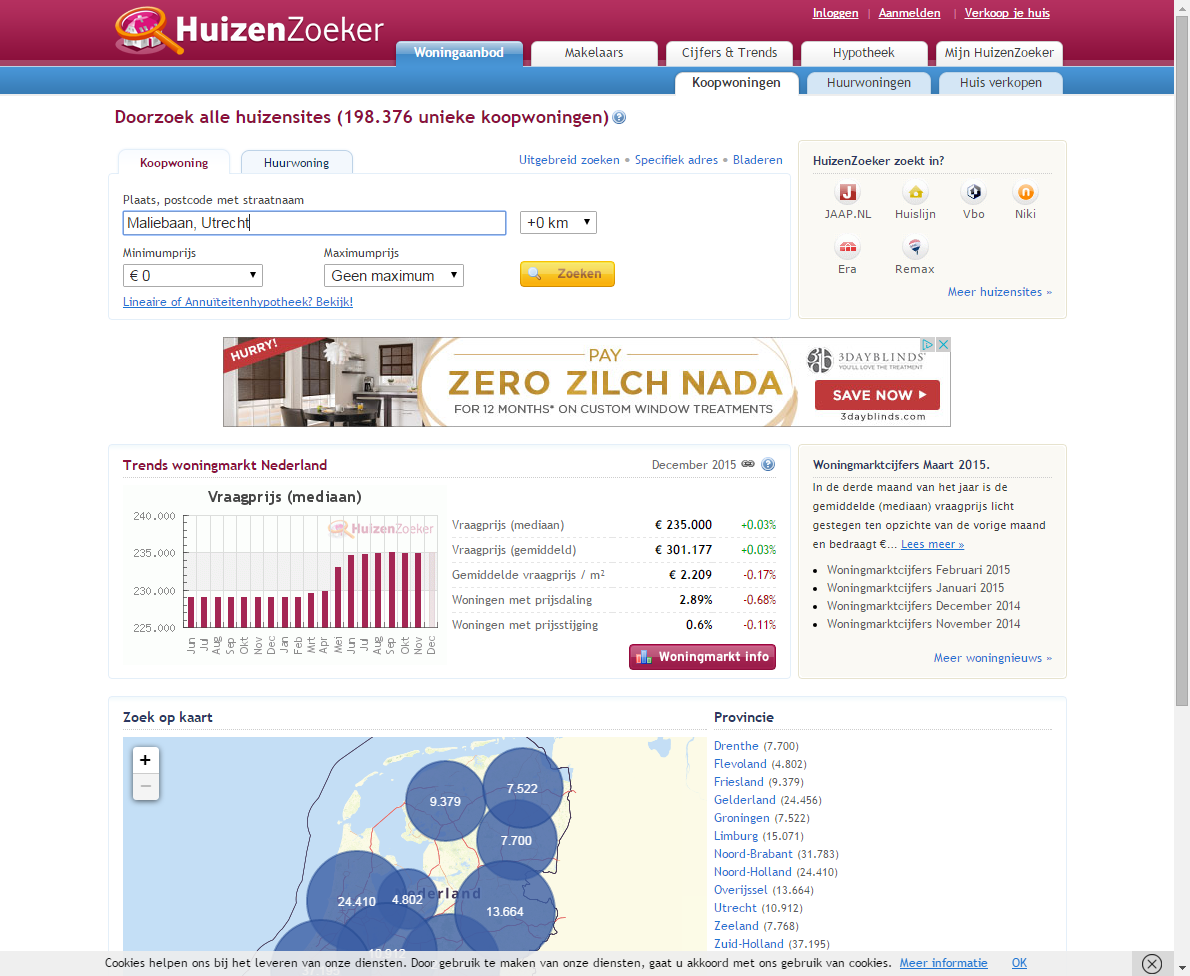 HuizenZoeker
Inloggen | Aanmelden | Verkoop je huis
Woningaanbod
Makelaars
Cijfers & Trends
Hypotheek
Mijn HuizenZoeker
Koopwoningen
Huurwoningen
Huis verkopen
Doorzoek alle huizensites (198.376 unieke koopwoningen)
Koopwoning
Huurwoning
Uitgebreid zoeken • Specifiek adres • Bladeren
Plaats, postcode met straatnaam
Maliebaan, Utrecht
+0 km
Minimumprijs
Maximumprijs
€ 0
Geen maximum
Zoeken
Lineaire of Annuïteitenhypotheek? Bekijk!
HuizenZoeker zoekt in?
JAAP.NL
Huislijn
Vbo
Niki
Era
Remax
Meer huizensites »
HURRY!
PAY
ZERO ZILCH NADA
FOR 12 MONTHS* ON CUSTOM WINDOW TREATMENTS
3DAYBLINDS
YOU'LL LOVE THE TREATMENT
SAVE NOW
3dayblinds.com
Trends woningmarkt Nederland
December 2015
Vraagprijs (mediaan)
HuizenZoeker
240.000
235.000
230.000
225.000
Jun Jul Aug Sep Okt Nov Dec Jan Feb Mrt Apr Mei Jun Jul Aug Sep Okt Nov Dec
Vraagprijs (mediaan) € 235.000 +0.03%
Vraagprijs (gemiddeld) € 301.177 +0.03%
Gemiddelde vraagprijs / m² € 2.209 -0.17%
Woningen met prijsdaling 2.89% -0.68%
Woningen met prijsstijging 0.6% -0.11%
Woningmarkt info
Woningmarktcijfers Maart 2015.
In de derde maand van het jaar is de
gemiddelde (mediaan) vraagprijs licht
gestegen ten opzichte van de vorige maand
en bedraagt €... Lees meer »
Woningmarktcijfers Februari 2015
Woningmarktcijfers Januari 2015
Woningmarktcijfers December 2014
Woningmarktcijfers November 2014
Meer woningnieuws »
Zoek op kaart
+
−
9.379
7.522
7.700
24.410
4.802
13.664
Provincie
Drenthe (7.700)
Flevoland (4.802)
Friesland (9.379)
Gelderland (24.456)
Groningen (7.522)
Limburg (15.071)
Noord-Brabant (31.783)
Noord-Holland (24.410)
Overijssel (13.664)
Utrecht (10.912)
Zeeland (7.768)
Zuid-Holland (37.195)
Cookies helpen ons bij het leveren van onze diensten. Door gebruik te maken van onze diensten, gaat u akkoord met ons gebruik van cookies. Meer informatie OK